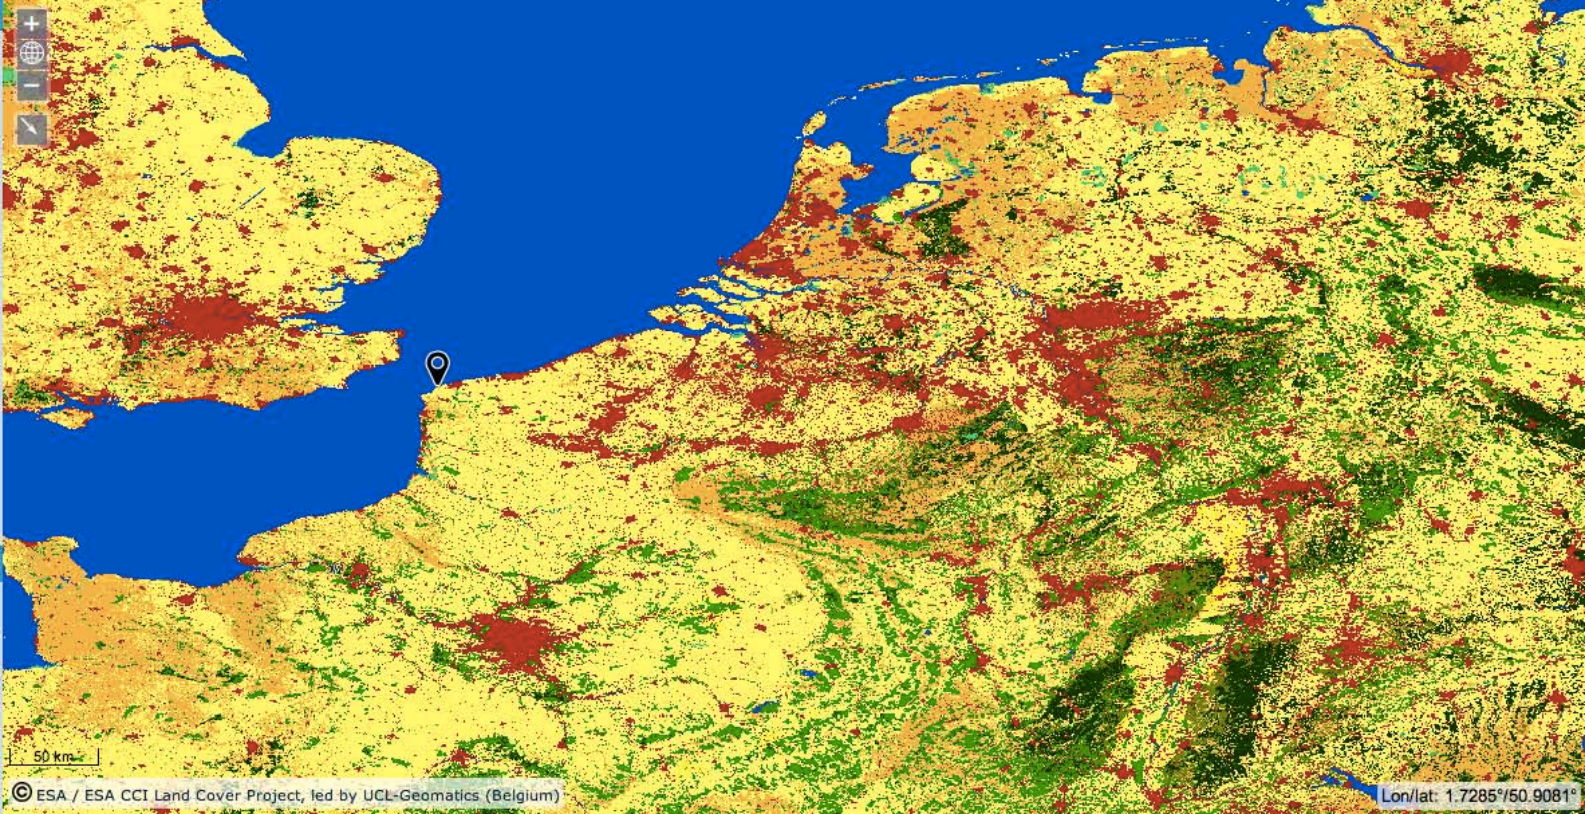 50 km
© ESA / ESA CCI Land Cover Project, led by UCL-Geomatics (Belgium)
Lon/lat: 1.7285°/50.9081°